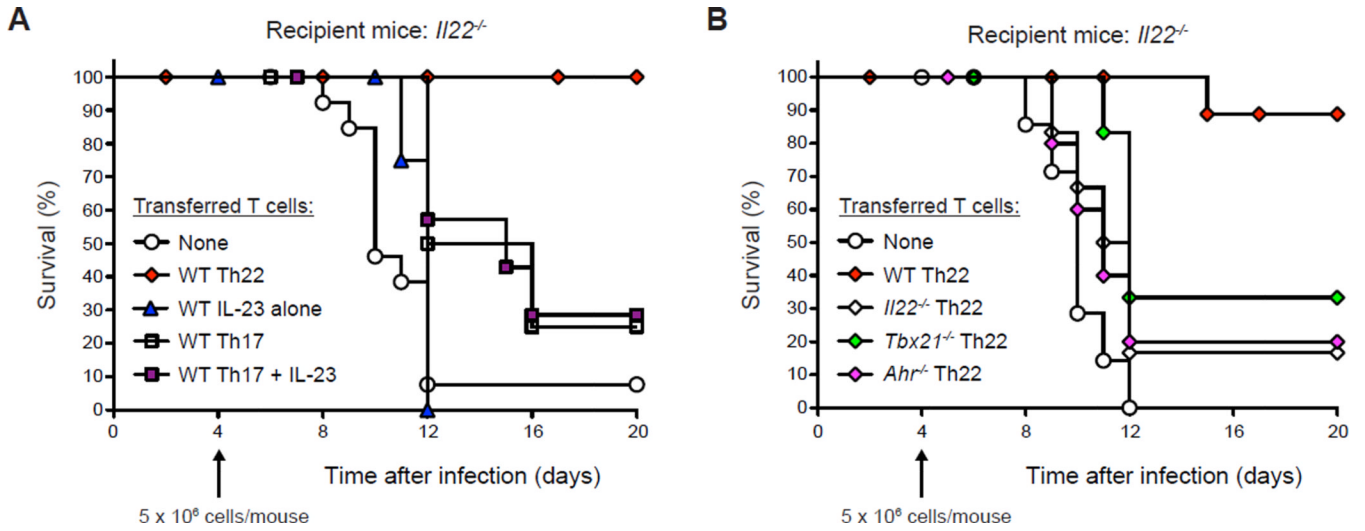 A
Recipient mice: Il22-/-
100
90
80
70
60
50
40
30
20
10
0
Survival (%)
Transferred T cells:
None
WT Th22
WT IL-23 alone
WT Th17
WT Th17 + IL-23
0 4 8 12 16 20
Time after infection (days)
5 x 10⁶ cells/mouse
B
Recipient mice: Il22-/-
100
90
80
70
60
50
40
30
20
10
0
Survival (%)
Transferred T cells:
None
WT Th22
Il22-/- Th22
Tbx21-/- Th22
Ahr-/- Th22
0 4 8 12 16 20
Time after infection (days)
5 x 10⁶ cells/mouse